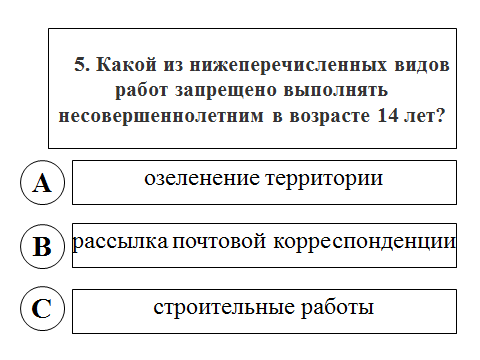 5. Какой из нижеперечисленных видов
работ запрещено выполнять
несовершеннолетним в возрасте 14 лет?
A озеленение территории
B рассылка почтовой корреспонденции
C строительные работы